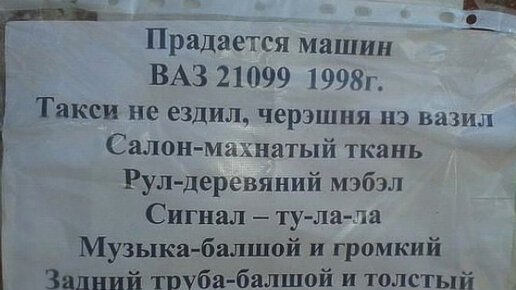 Прадается машин
ВАЗ 21099 1998г.
Такси не ездил, черэшня нэ вазил
Салон-махнатый ткань
Рул-деревяний мэбэл
Сигнал – ту-ла-ла
Музыка-балшой и громкий
Задний труба-балшой и толстый